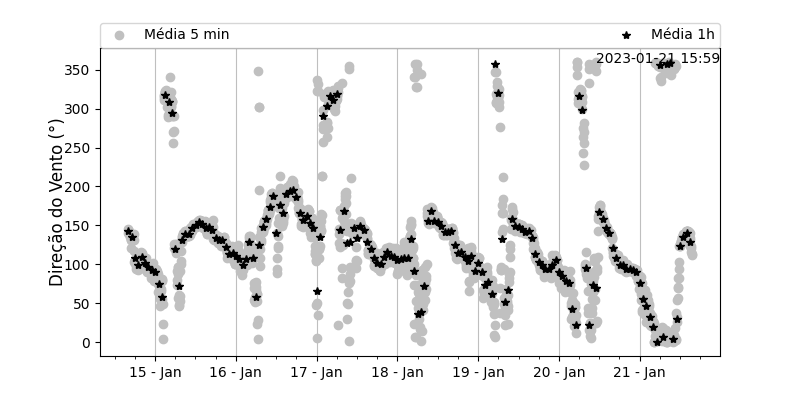 Média 5 min
Média 1h
2023-01-21 15:59
Direção do Vento (°)
350
300
250
200
150
100
50
0
15 - Jan
16 - Jan
17 - Jan
18 - Jan
19 - Jan
20 - Jan
21 - Jan